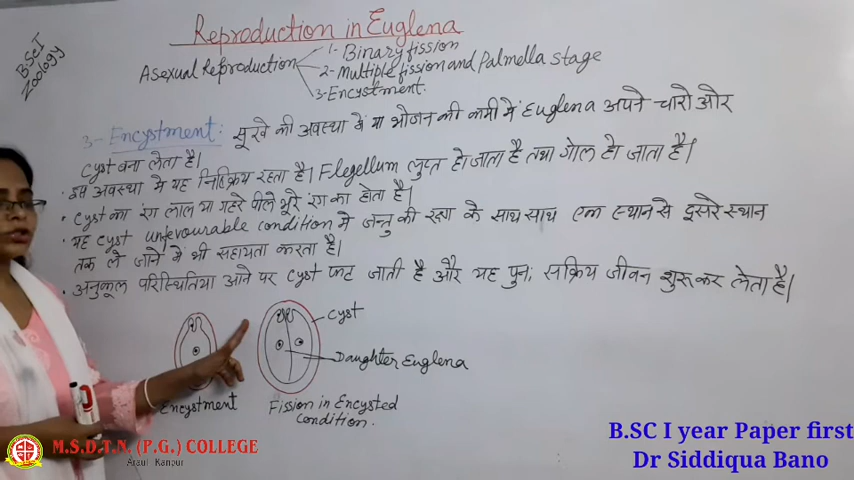 Reproduction in Euglena
BSc I
Zoology
Asexual Reproduction
1- Binary fission
2- Multiple fission and Palmella stage
3- Encystment.
3- Encystment: सूखे की अवस्था में या भोजन की कमी में Euglena अपने चारो और
Cyst बना लेता है।
• इस अवस्था मे यह निष्क्रिय रहता है। Flegellum लुप्त हो जाता है तथा गोल हो जाता है।
• Cyst का रंग लाल या गहरे पीले भूरे रंग का होता है।
• यह Cyst unfavourable condition मे जन्तु की रक्षा के साथ साथ एक स्थान से दूसरे स्थान
तक ले जाने में भी सहायता करता है।
• अनुकूल परिस्थितिया आने पर Cyst फट जाती है और यह पुनः सक्रिय जीवन शुरू कर लेता है।
Cyst
Daughter Euglena
Encystment
Fission in Encysted
Condition.
M.S.D.T.N. (P.G.) COLLEGE
Araul Kanpur
B.SC I year Paper first
Dr Siddiqua Bano